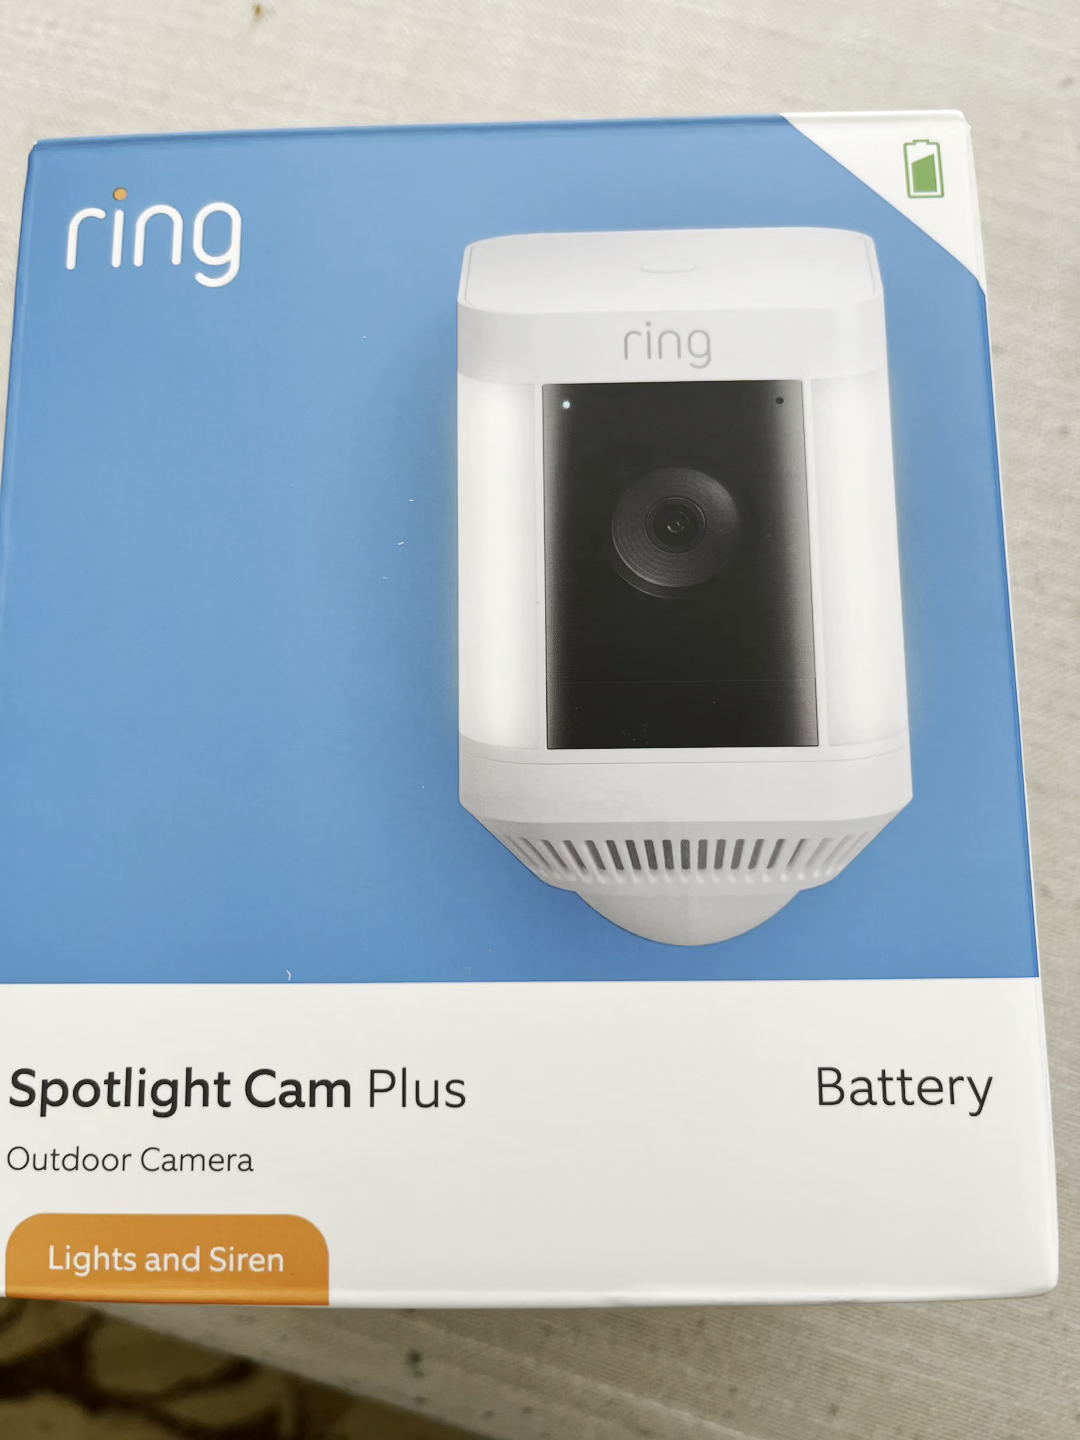 ring
ring
Spotlight Cam Plus
Battery
Outdoor Camera
Lights and Siren